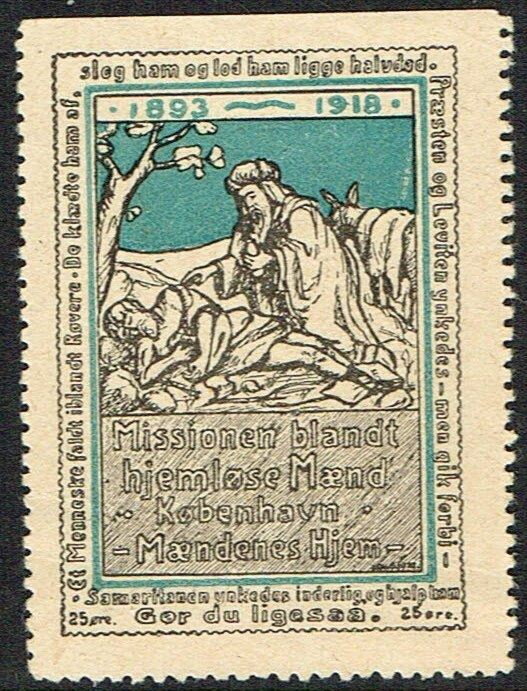 Et Menneske faldt iblandt Røvere · De klædte ham af,
slog ham og lod ham ligge halvdød ·
Præsten og Leviten ynkedes – men gik forbi –
· 1893 ~ 1918 ·
Missionen blandt
hjemløse Mænd
· København ·
– Mændenes Hjem –
Samaritanen ynkedes inderlig, og hjalp ham
25 øre. Gør du ligesaa. 25 øre.